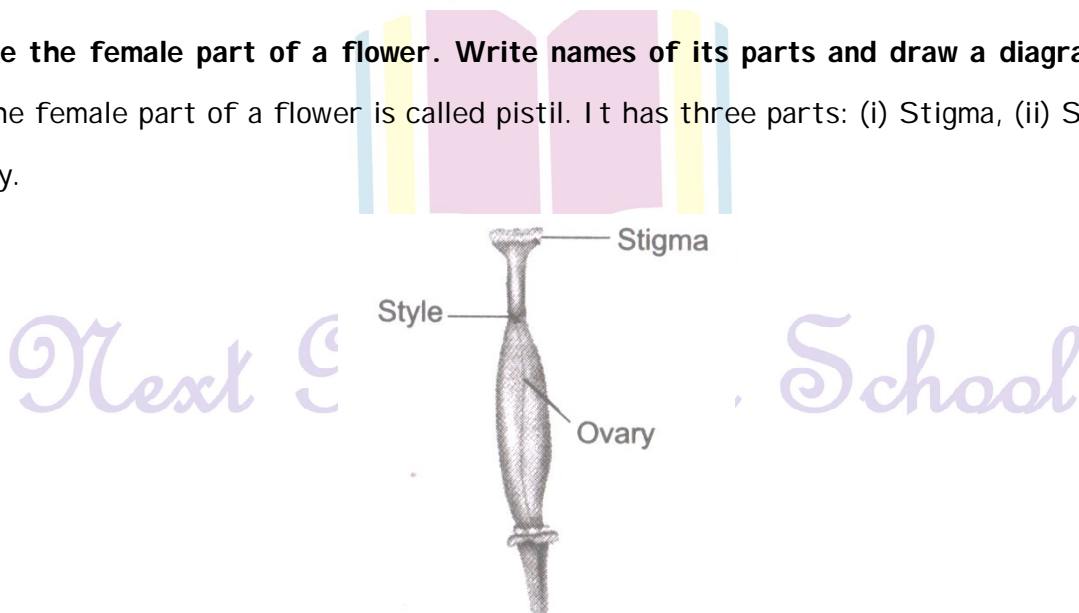 e the female part of a flower. Write names of its parts and draw a diagra
he female part of a flower is called pistil. It has three parts: (i) Stigma, (ii) S
y.
Stigma
Style
Next G School
Ovary